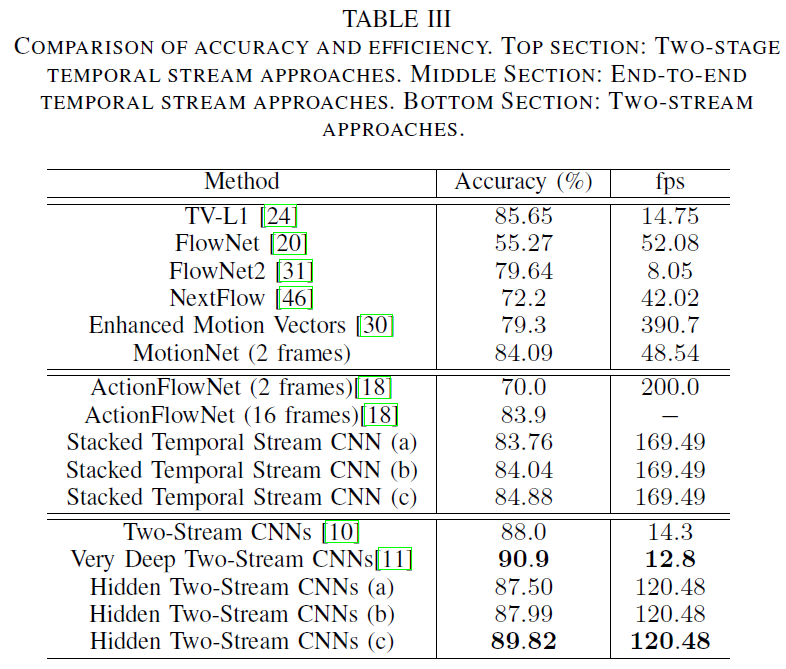 TABLE III
COMPARISON OF ACCURACY AND EFFICIENCY. TOP SECTION: TWO-STAGE
TEMPORAL STREAM APPROACHES. MIDDLE SECTION: END-TO-END
TEMPORAL STREAM APPROACHES. BOTTOM SECTION: TWO-STREAM
APPROACHES.
Method Accuracy (%) fps
TV-L1 [24] 85.65 14.75
FlowNet [20] 55.27 52.08
FlowNet2 [31] 79.64 8.05
NextFlow [46] 72.2 42.02
Enhanced Motion Vectors [30] 79.3 390.7
MotionNet (2 frames) 84.09 48.54
ActionFlowNet (2 frames)[18] 70.0 200.0
ActionFlowNet (16 frames)[18] 83.9 −
Stacked Temporal Stream CNN (a) 83.76 169.49
Stacked Temporal Stream CNN (b) 84.04 169.49
Stacked Temporal Stream CNN (c) 84.88 169.49
Two-Stream CNNs [10] 88.0 14.3
Very Deep Two-Stream CNNs[11] 90.9 12.8
Hidden Two-Stream CNNs (a) 87.50 120.48
Hidden Two-Stream CNNs (b) 87.99 120.48
Hidden Two-Stream CNNs (c) 89.82 120.48